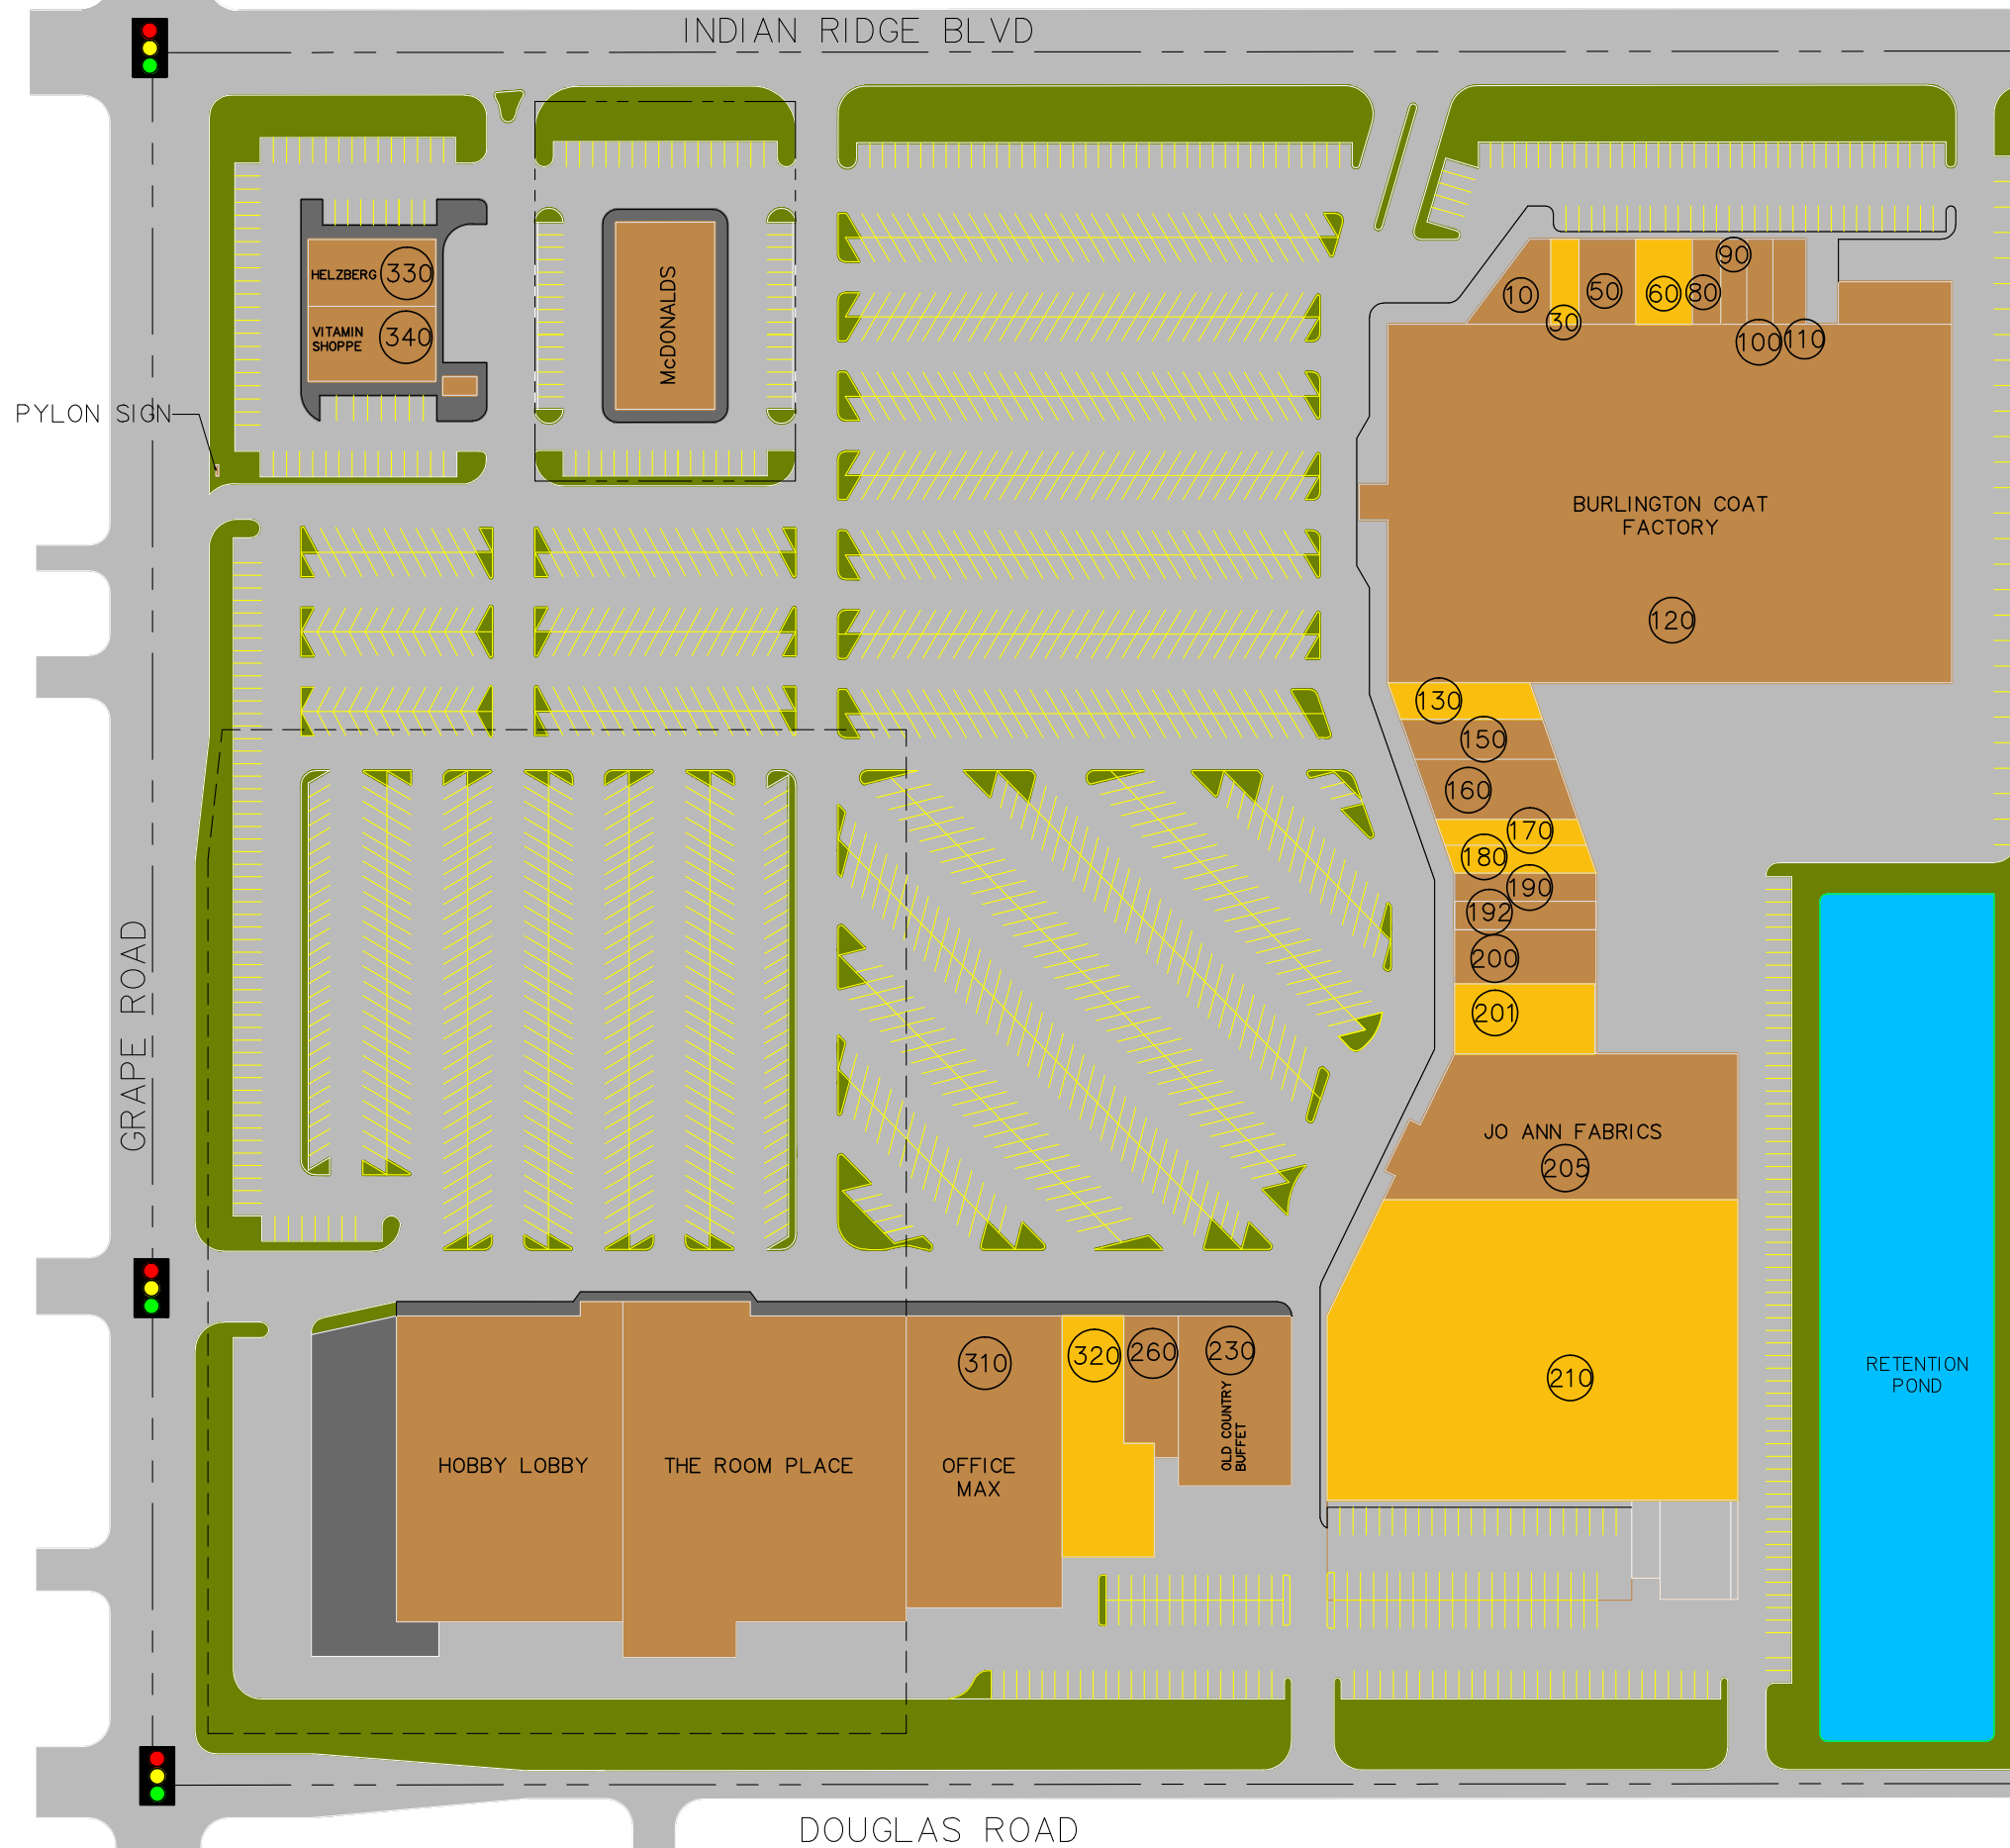 INDIAN RIDGE BLVD
HELZBERG
330
VITAMIN
SHOPPE
340
McDONALDS
PYLON SIGN
10
30
50
60
80
90
100
110
BURLINGTON COAT
FACTORY
120
130
150
160
170
180
190
192
200
201
GRAPE ROAD
JO ANN FABRICS
205
210
RETENTION
POND
HOBBY LOBBY
THE ROOM PLACE
310
OFFICE
MAX
320
260
230
OLD COUNTRY
BUFFET
DOUGLAS ROAD